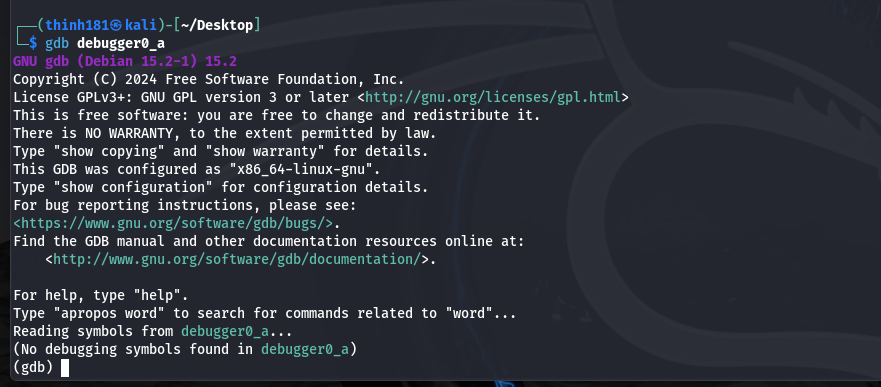 ┌──(thinh181㉿kali)-[~/Desktop]
└─$ gdb debugger0_a
GNU gdb (Debian 15.2-1) 15.2
Copyright (C) 2024 Free Software Foundation, Inc.
License GPLv3+: GNU GPL version 3 or later <http://gnu.org/licenses/gpl.html>
This is free software: you are free to change and redistribute it.
There is NO WARRANTY, to the extent permitted by law.
Type "show copying" and "show warranty" for details.
This GDB was configured as "x86_64-linux-gnu".
Type "show configuration" for configuration details.
For bug reporting instructions, please see:
<https://www.gnu.org/software/gdb/bugs/>.
Find the GDB manual and other documentation resources online at:
    <http://www.gnu.org/software/gdb/documentation/>.

For help, type "help".
Type "apropos word" to search for commands related to "word"...
Reading symbols from debugger0_a...
(No debugging symbols found in debugger0_a)
(gdb)